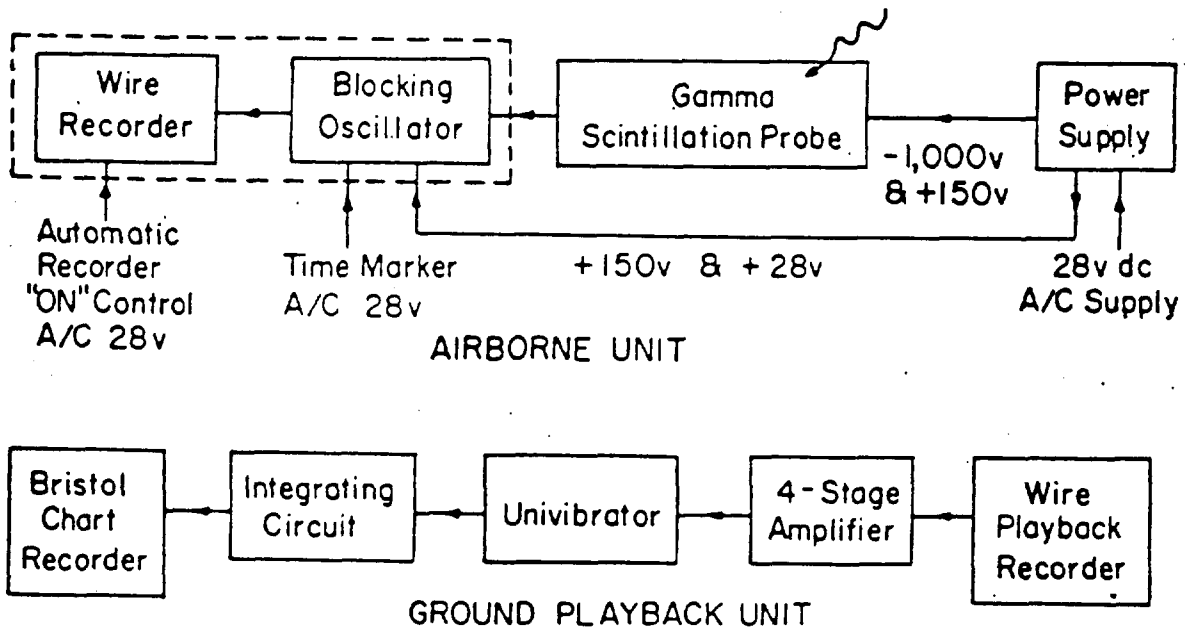 Wire
Recorder
Blocking
Oscillator
Gamma
Scintillation Probe
Power
Supply
-1,000v
& +150v
Automatic
Recorder
"ON" Control
A/C 28v
Time Marker
A/C 28v
+150v & +28v
28v dc
A/C Supply
AIRBORNE UNIT
Bristol
Chart
Recorder
Integrating
Circuit
Univibrator
4-Stage
Amplifier
Wire
Playback
Recorder
GROUND PLAYBACK UNIT